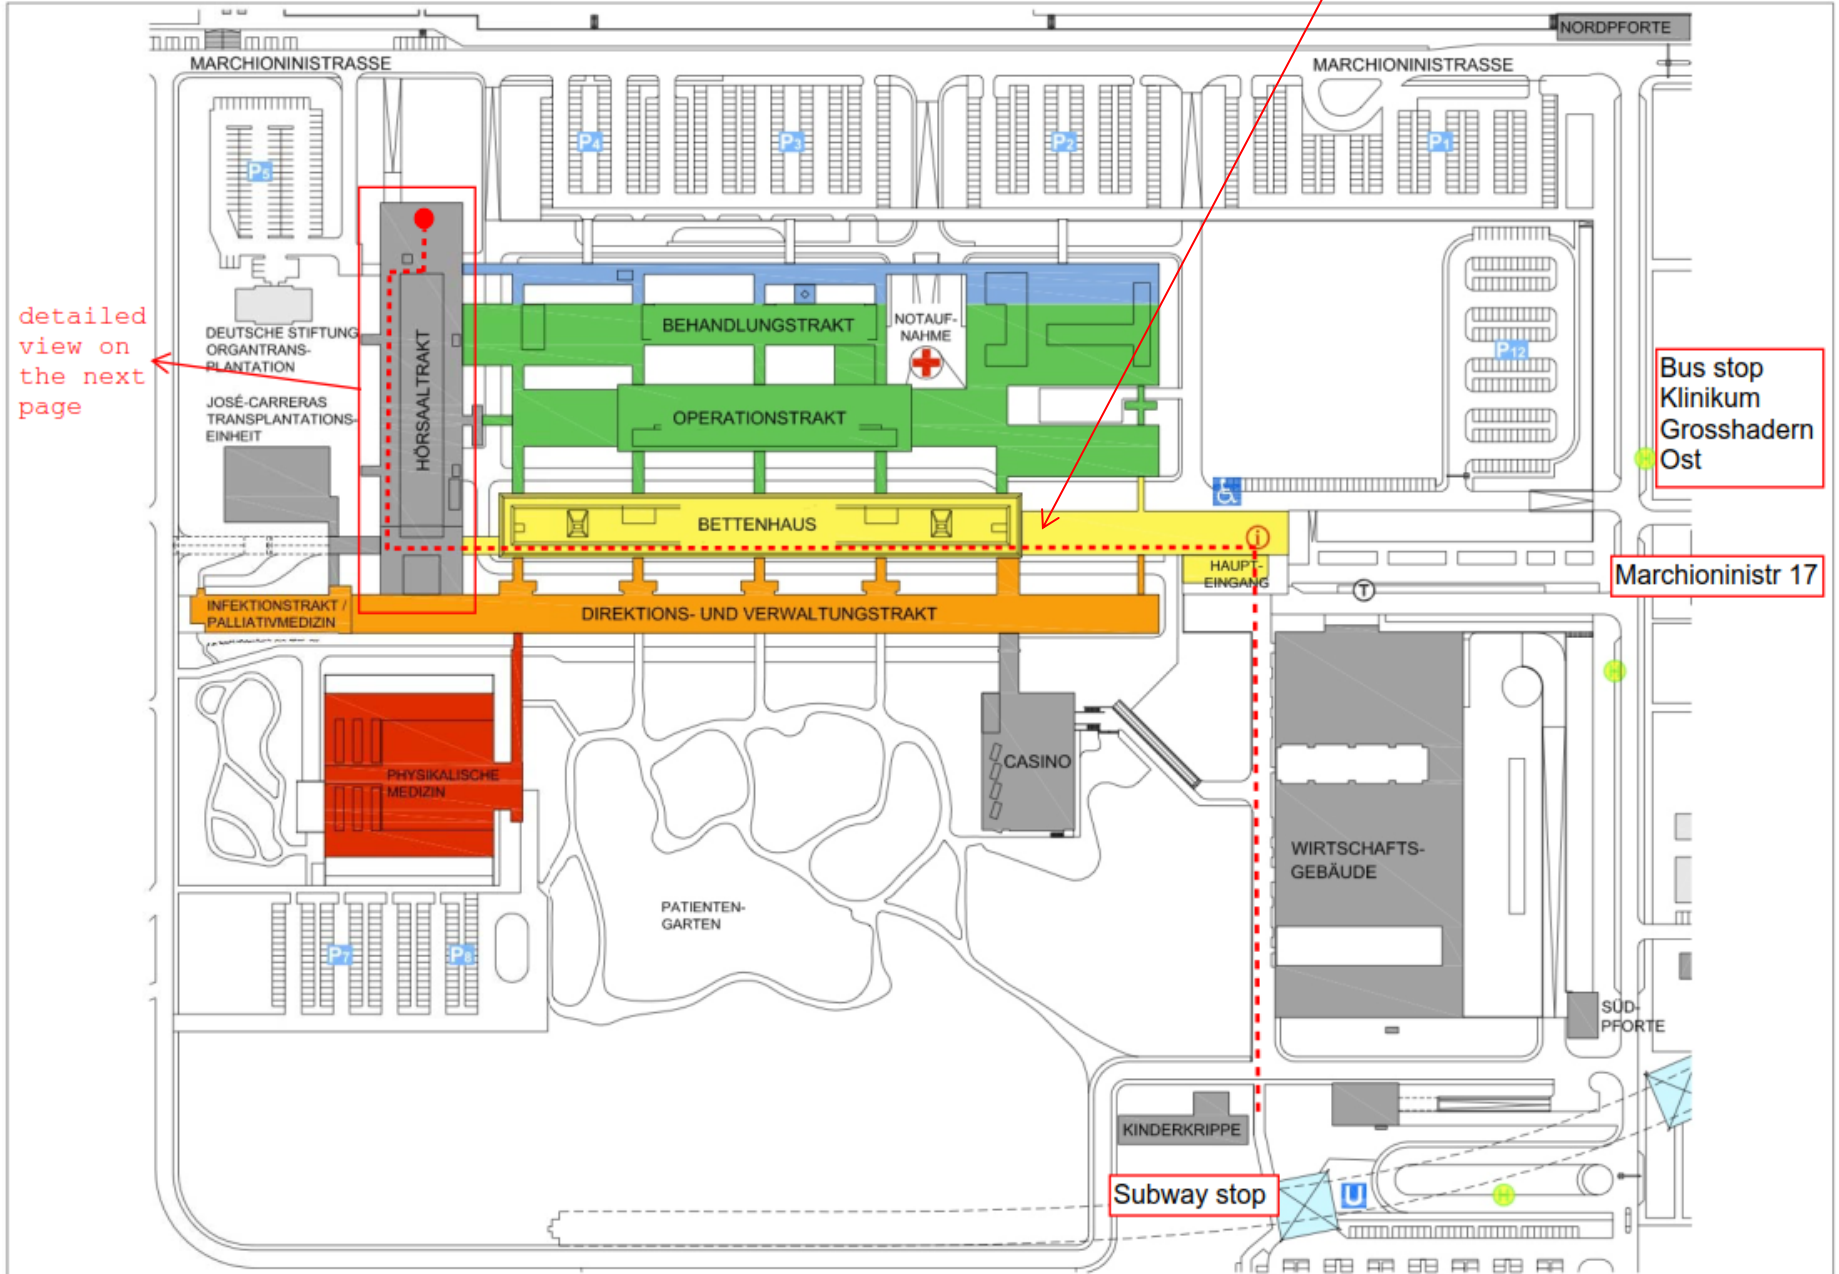 NORDPFORTE
MARCHIONINISTRASSE
MARCHIONINISTRASSE
P4
P3
P2
P1
P5
detailed
view on
the next
page
DEUTSCHE STIFTUNG
ORGANTRANS-
PLANTATION
JOSÉ-CARRERAS
TRANSPLANTATIONS-
EINHEIT
HÖRSAALTRAKT
BEHANDLUNGSTRAKT
NOTAUF-
NAHME
OPERATIONSTRAKT
P12
Bus stop
Klinikum
Grosshadern
Ost
H
BETTENHAUS
i
HAUPT-
EINGANG
T
Marchioninistr 17
INFEKTIONSTRAKT /
PALLIATIVMEDIZIN
DIREKTIONS- UND VERWALTUNGSTRAKT
H
PHYSIKALISCHE
MEDIZIN
CASINO
WIRTSCHAFTS-
GEBÄUDE
PATIENTEN-
GARTEN
P7
P8
SÜD-
PFORTE
KINDERKRIPPE
Subway stop
U
H